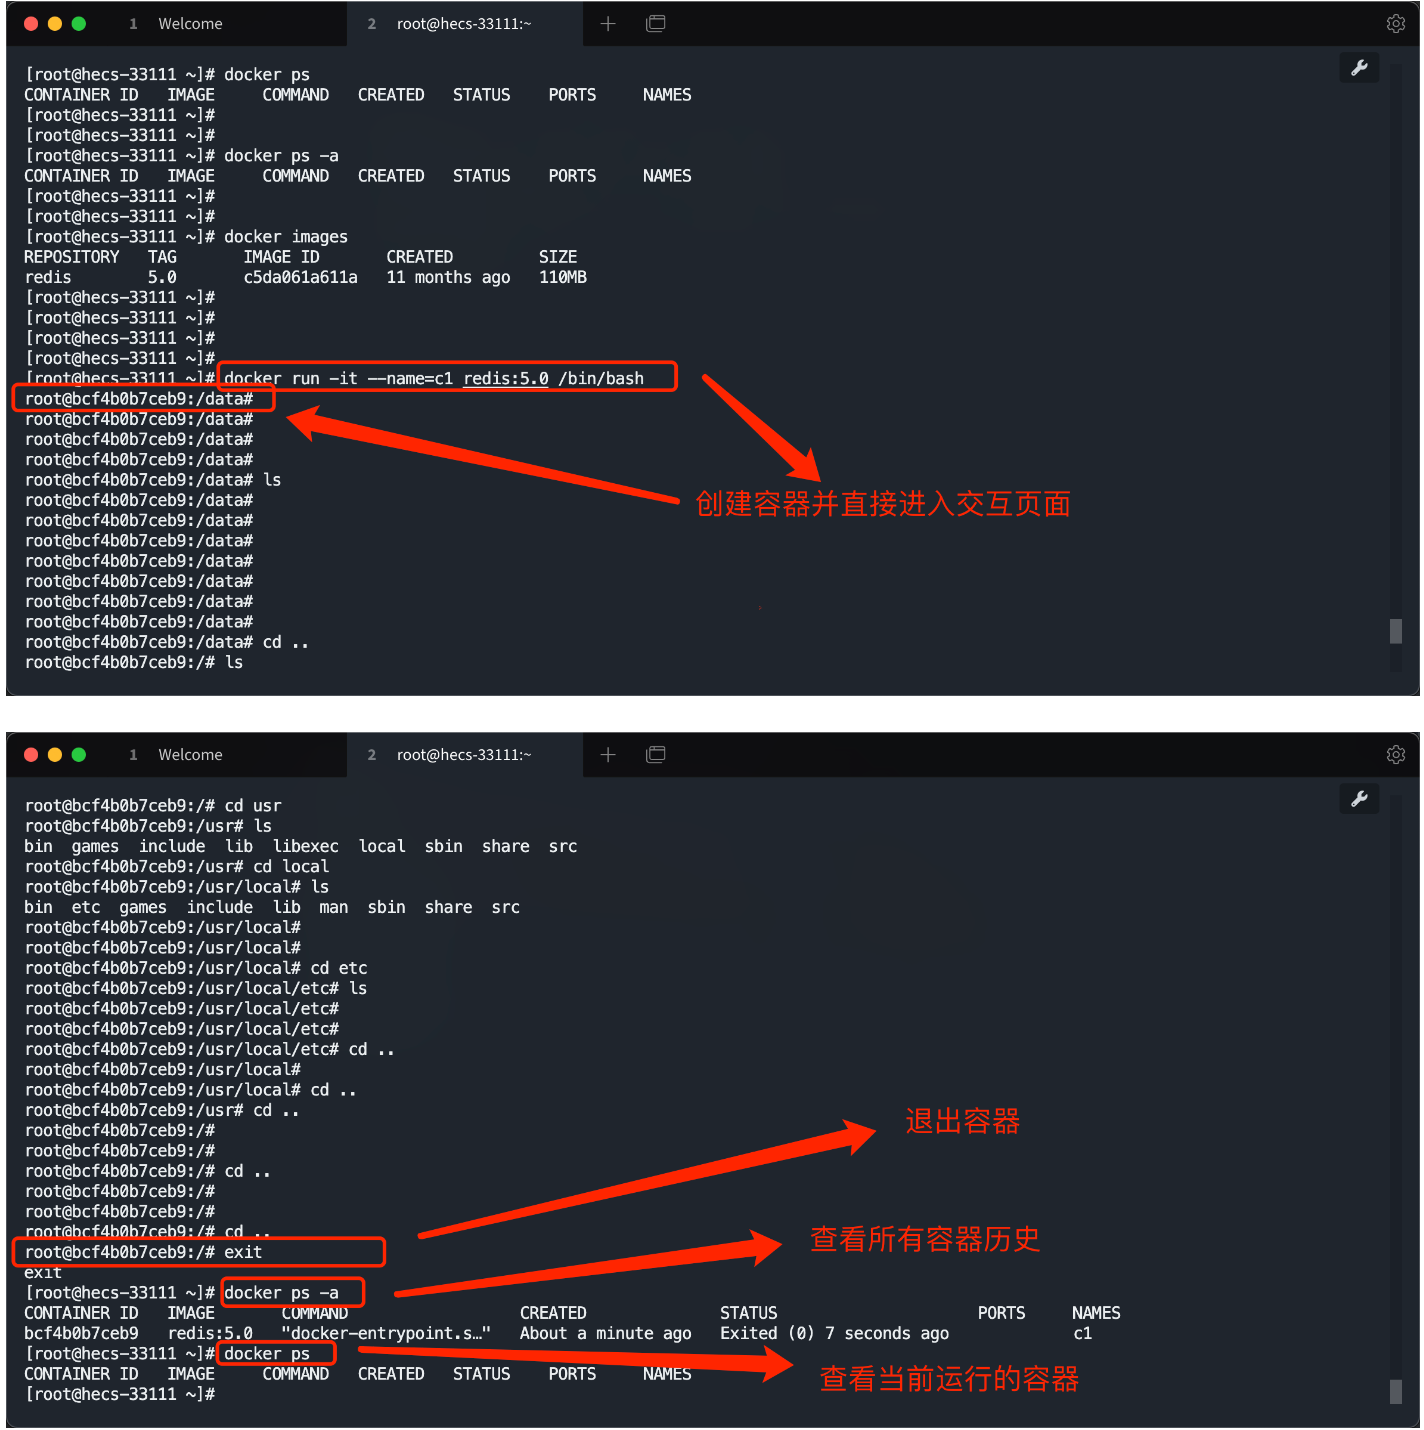 1 Welcome 2 root@hecs-33111:~
[root@hecs-33111 ~]# docker ps
CONTAINER ID IMAGE COMMAND CREATED STATUS PORTS NAMES
[root@hecs-33111 ~]#
[root@hecs-33111 ~]#
[root@hecs-33111 ~]# docker ps -a
CONTAINER ID IMAGE COMMAND CREATED STATUS PORTS NAMES
[root@hecs-33111 ~]#
[root@hecs-33111 ~]#
[root@hecs-33111 ~]# docker images
REPOSITORY TAG IMAGE ID CREATED SIZE
redis 5.0 c5da061a611a 11 months ago 110MB
[root@hecs-33111 ~]#
[root@hecs-33111 ~]#
[root@hecs-33111 ~]#
[root@hecs-33111 ~]#
[root@hecs-33111 ~]# docker run -it --name=c1 redis:5.0 /bin/bash
root@bcf4b0b7ceb9:/data#
root@bcf4b0b7ceb9:/data#
root@bcf4b0b7ceb9:/data#
root@bcf4b0b7ceb9:/data#
root@bcf4b0b7ceb9:/data# ls
root@bcf4b0b7ceb9:/data#
创建容器并直接进入交互页面
root@bcf4b0b7ceb9:/data#
root@bcf4b0b7ceb9:/data#
root@bcf4b0b7ceb9:/data#
root@bcf4b0b7ceb9:/data#
root@bcf4b0b7ceb9:/data#
root@bcf4b0b7ceb9:/data#
root@bcf4b0b7ceb9:/data# cd ..
root@bcf4b0b7ceb9:/# ls
1 Welcome 2 root@hecs-33111:~
root@bcf4b0b7ceb9:/# cd usr
root@bcf4b0b7ceb9:/usr# ls
bin games include lib libexec local sbin share src
root@bcf4b0b7ceb9:/usr# cd local
root@bcf4b0b7ceb9:/usr/local# ls
bin etc games include lib man sbin share src
root@bcf4b0b7ceb9:/usr/local#
root@bcf4b0b7ceb9:/usr/local#
root@bcf4b0b7ceb9:/usr/local# cd etc
root@bcf4b0b7ceb9:/usr/local/etc# ls
root@bcf4b0b7ceb9:/usr/local/etc#
root@bcf4b0b7ceb9:/usr/local/etc#
root@bcf4b0b7ceb9:/usr/local/etc# cd ..
root@bcf4b0b7ceb9:/usr/local#
root@bcf4b0b7ceb9:/usr/local# cd ..
root@bcf4b0b7ceb9:/usr# cd ..
退出容器
root@bcf4b0b7ceb9:/#
root@bcf4b0b7ceb9:/#
root@bcf4b0b7ceb9:/# cd ..
root@bcf4b0b7ceb9:/#
root@bcf4b0b7ceb9:/#
root@bcf4b0b7ceb9:/# cd ..
查看所有容器历史
root@bcf4b0b7ceb9:/# exit
exit
[root@hecs-33111 ~]# docker ps -a
CONTAINER ID IMAGE COMMAND CREATED STATUS PORTS NAMES
bcf4b0b7ceb9 redis:5.0 "docker-entrypoint.s…" About a minute ago Exited (0) 7 seconds ago c1
[root@hecs-33111 ~]# docker ps
CONTAINER ID IMAGE COMMAND CREATED STATUS PORTS NAMES
查看当前运行的容器
[root@hecs-33111 ~]#